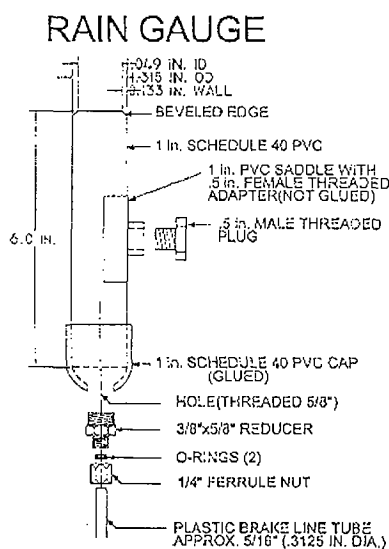 RAIN GAUGE
1.049 IN. ID
1.315 IN. OD
0.133 IN. WALL
BEVELED EDGE
1 In. SCHEDULE 40 PVC
1 in. PVC SADDLE WITH
.5 in. FEMALE THREADED
ADAPTER(NOT GLUED)
6.0 IN.
.5 in. MALE THREADED
PLUG
1 in. SCHEDULE 40 PVC CAP
(GLUED)
HOLE(THREADED 5/8")
3/8"x5/8" REDUCER
O-RINGS (2)
1/4" FERRULE NUT
PLASTIC BRAKE LINE TUBE
APPROX. 5/16" (.3125 IN. DIA.)